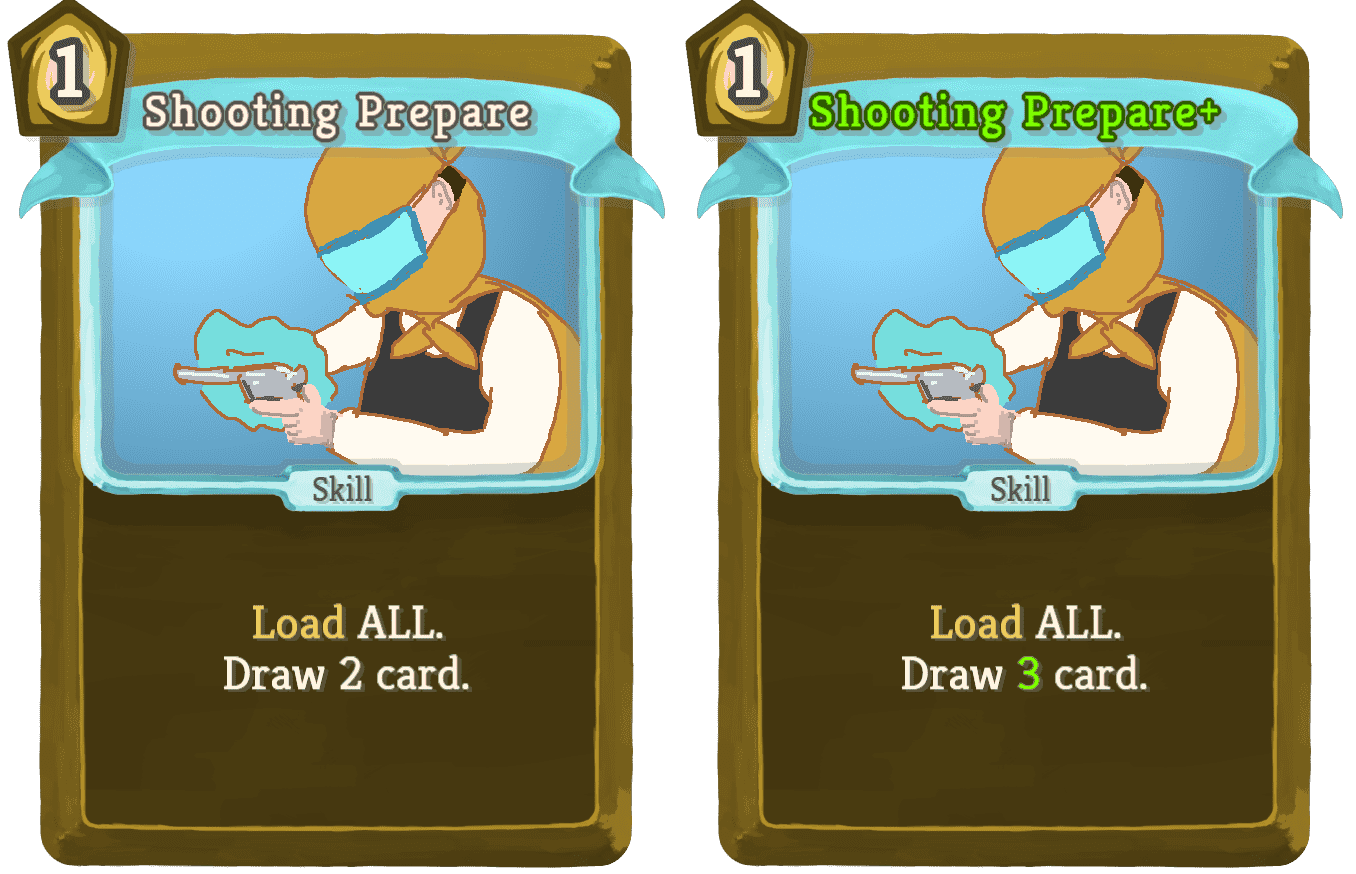 1
Shooting Prepare
Skill
Load ALL.
Draw 2 card.
1
Shooting Prepare+
Skill
Load ALL.
Draw 3 card.